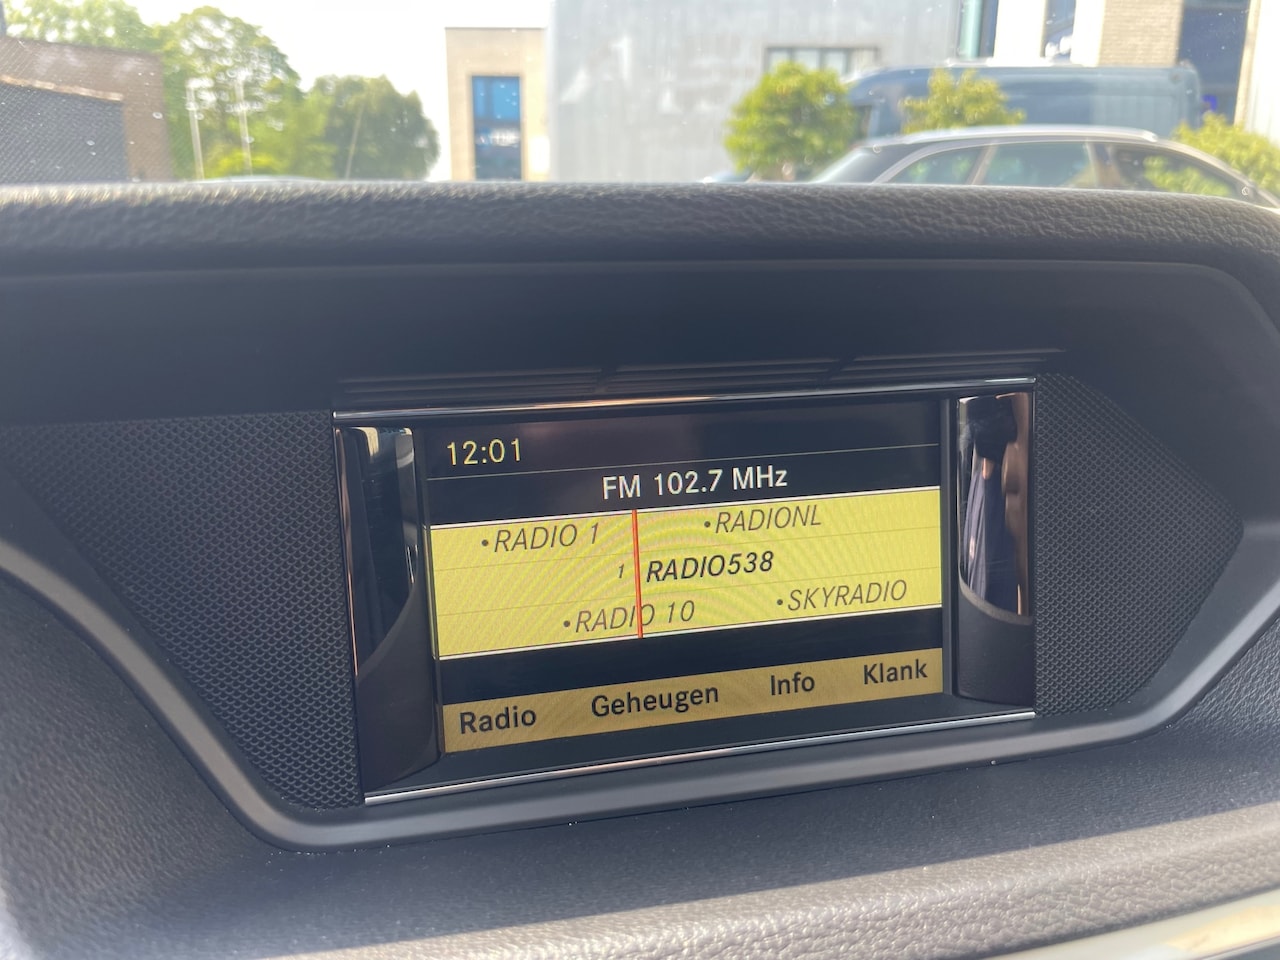 12:01
FM 102.7 MHz
•RADIO 1 •RADIONL
1 RADIO538
•RADIO 10 •SKYRADIO
Radio Geheugen Info Klank